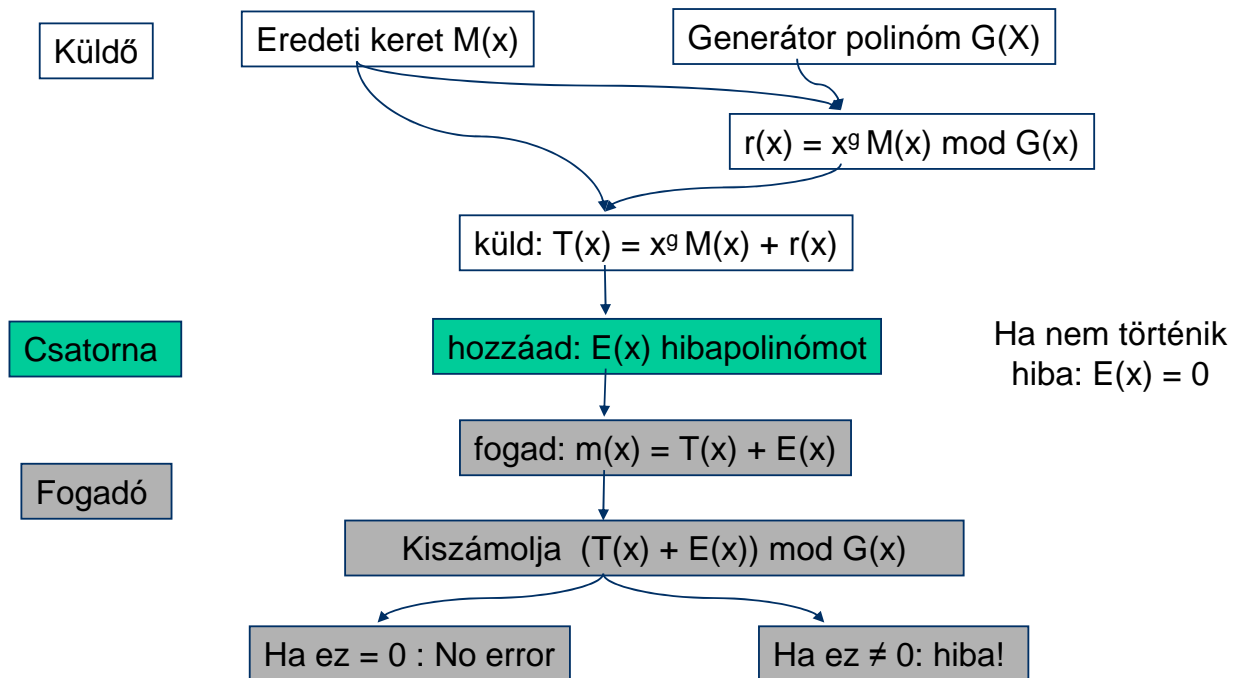 Küldő
Eredeti keret M(x)
Generátor polinóm G(X)
r(x) = xᵍ M(x) mod G(x)
küld: T(x) = xᵍ M(x) + r(x)
Csatorna
hozzáad: E(x) hibapolinómot
Ha nem történik
hiba: E(x) = 0
fogad: m(x) = T(x) + E(x)
Fogadó
Kiszámolja (T(x) + E(x)) mod G(x)
Ha ez = 0 : No error
Ha ez ≠ 0: hiba!